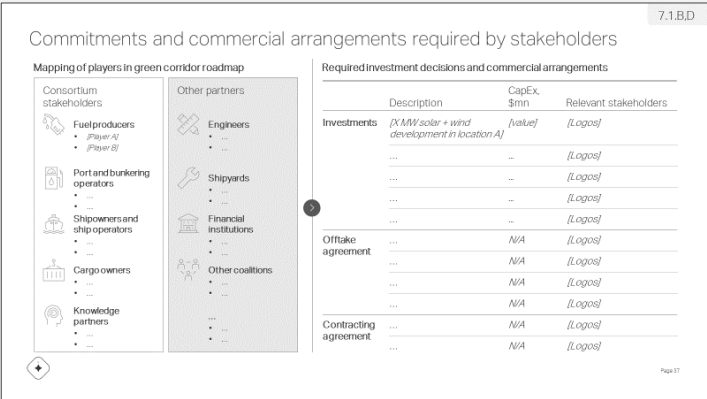 7.1.B,D
Commitments and commercial arrangements required by stakeholders
Mapping of players in green corridor roadmap
Consortium
stakeholders
Fuel producers
• [Player A]
• [Player B]
Port and bunkering
operators
• ...
• ...
Shipowners and
ship operators
• ...
• ...
Cargo owners
• ...
• ...
Knowledge
partners
• ...
• ...
Other partners
Engineers
• ...
• ...
Shipyards
• ...
• ...
Financial
institutions
• ...
• ...
Other coalitions
• ...
• ...
...
• ...
• ...
Required investment decisions and commercial arrangements
Description
CapEx,
$mn
Relevant stakeholders
Investments
[X MW solar + wind
development in location A]
[value]
[Logos]
... ... [Logos]
... ... [Logos]
... ... [Logos]
... ... [Logos]
Offtake
agreement
... N/A [Logos]
... N/A [Logos]
... N/A [Logos]
... N/A [Logos]
Contracting
agreement
... N/A [Logos]
... N/A [Logos]
Page 37